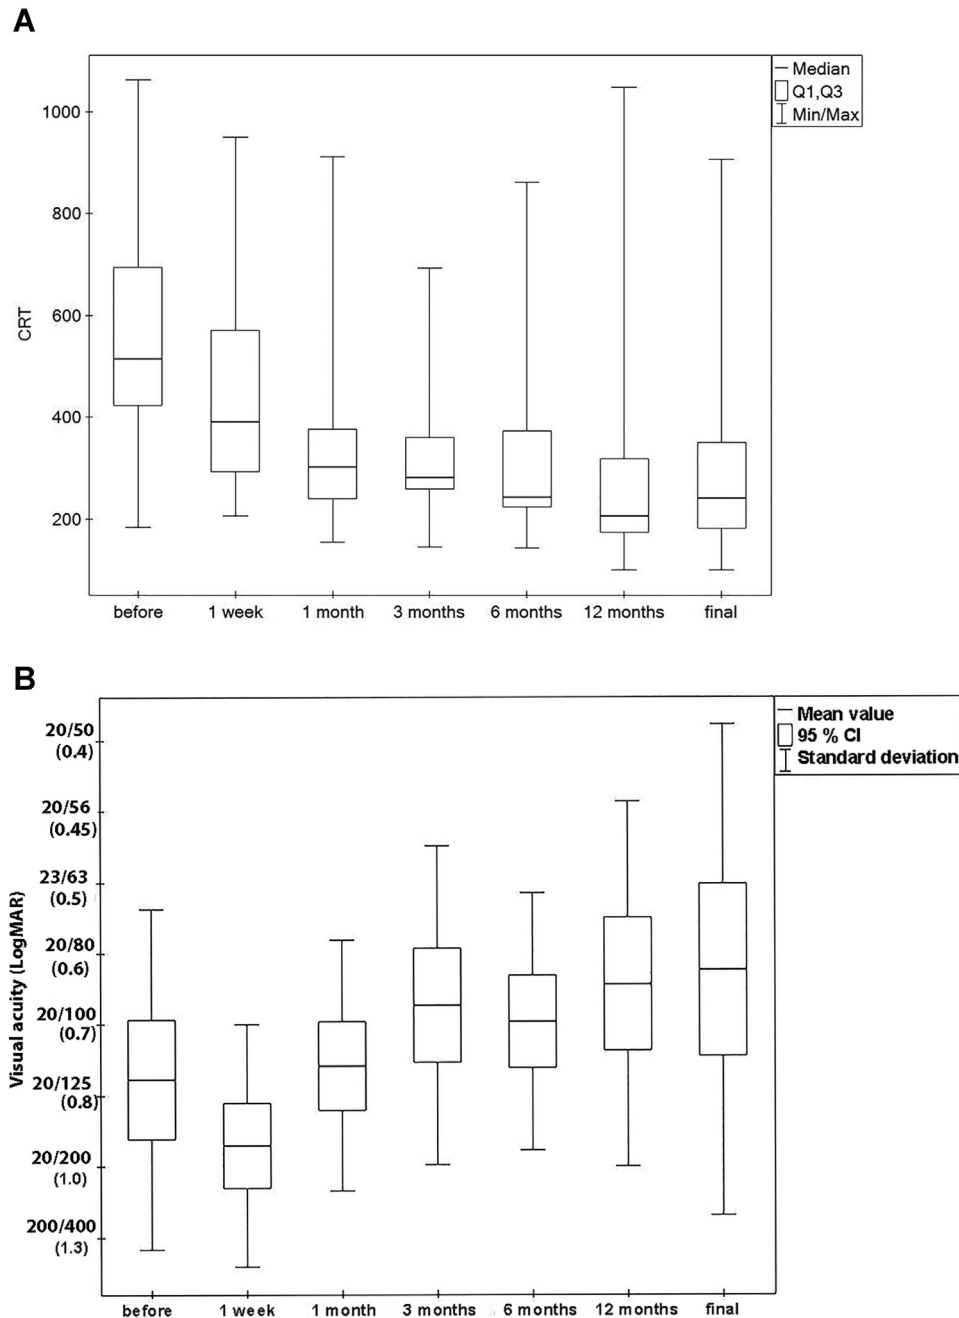 A
Median
Q1,Q3
Min/Max
1000
800
600
400
200
CRT
before 1 week 1 month 3 months 6 months 12 months final
B
Mean value
95 % CI
Standard deviation
20/50
(0.4)
20/56
(0.45)
23/63
(0.5)
20/80
(0.6)
20/100
(0.7)
20/125
(0.8)
20/200
(1.0)
200/400
(1.3)
Visual acuity (LogMAR)
before 1 week 1 month 3 months 6 months 12 months final